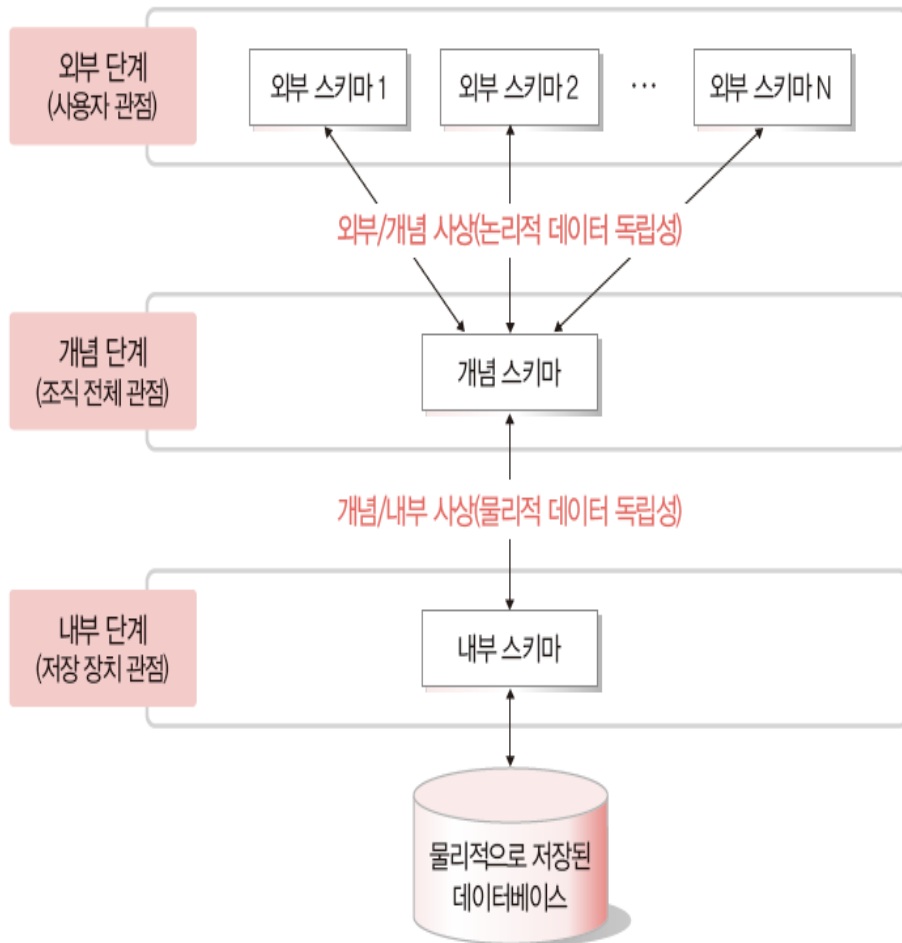 외부 단계
(사용자 관점)
외부 스키마 1
외부 스키마 2
···
외부 스키마 N
외부/개념 사상(논리적 데이터 독립성)
개념 단계
(조직 전체 관점)
개념 스키마
개념/내부 사상(물리적 데이터 독립성)
내부 단계
(저장 장치 관점)
내부 스키마
물리적으로 저장된
데이터베이스